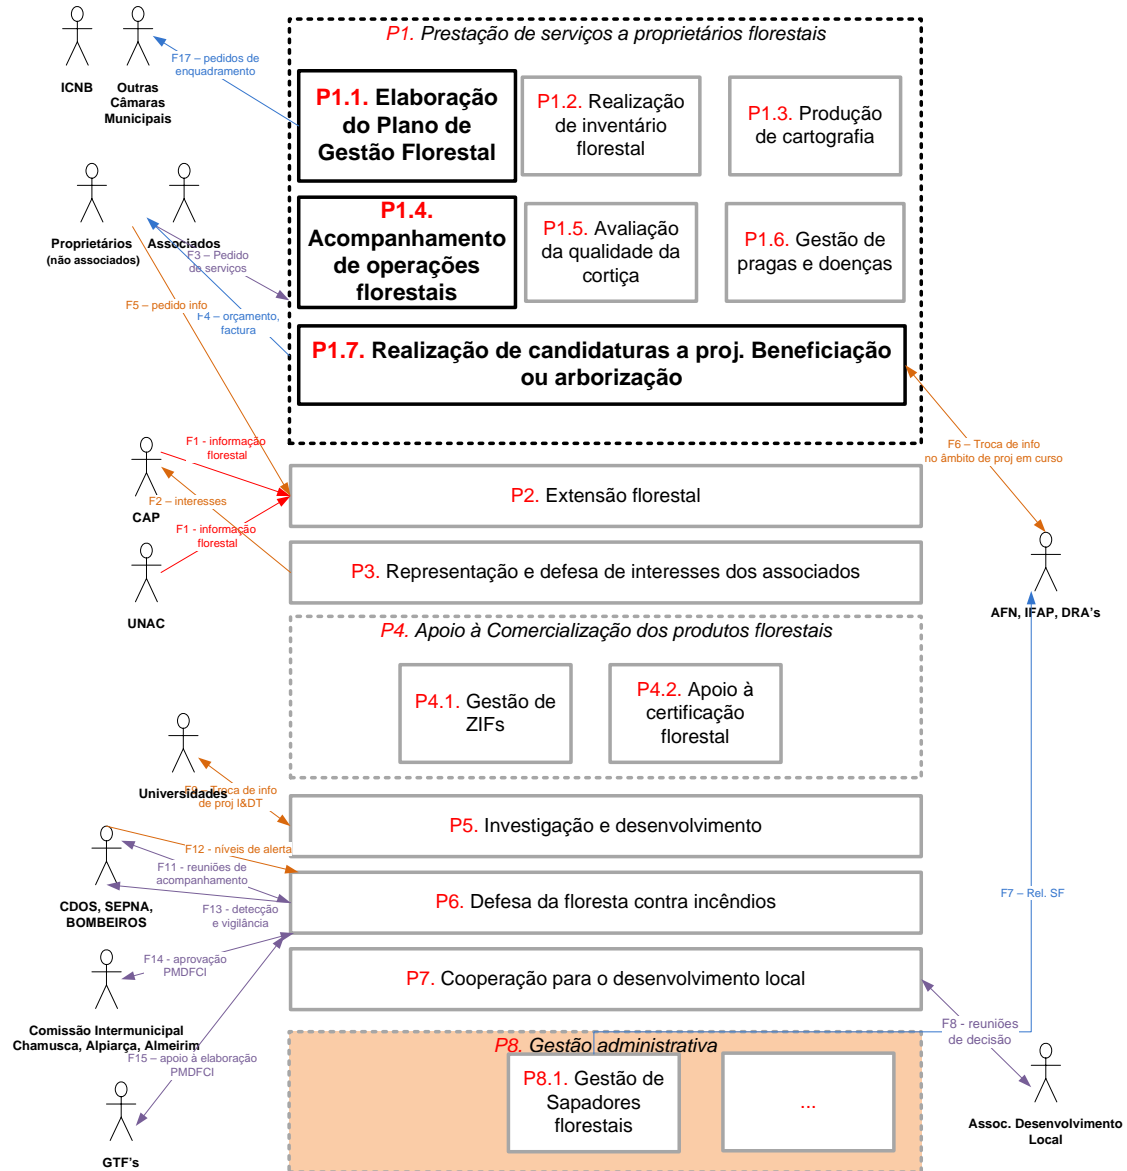 P1. Prestação de serviços a proprietários florestais
F17 – pedidos de
enquadramento
ICNB
Outras
Câmaras
Municipais
P1.1. Elaboração
do Plano de
Gestão Florestal
P1.2. Realização
de inventário
florestal
P1.3. Produção
de cartografia
P1.4.
Acompanhamento
de operações
florestais
P1.5. Avaliação
da qualidade da
cortiça
P1.6. Gestão de
pragas e doenças
Proprietários
(não associados)
Associados
F3 – Pedido
de serviços
F5 – pedido info
F4 – orçamento,
factura
P1.7. Realização de candidaturas a proj. Beneficiação
ou arborização
F1 - informação
florestal
F6 – Troca de info
no âmbito de proj em curso
CAP
F2 – interesses
P2. Extensão florestal
F1 - informação
florestal
UNAC
P3. Representação e defesa de interesses dos associados
AFN, IFAP, DRA's
P4. Apoio à Comercialização dos produtos florestais
P4.1. Gestão de
ZIFs
P4.2. Apoio à
certificação
florestal
Universidades
F9 – Troca de info
de proj I&DT
P5. Investigação e desenvolvimento
F12 - níveis de alerta
F11 - reuniões de
acompanhamento
CDOS, SEPNA,
BOMBEIROS
F13 - detecção
e vigilância
P6. Defesa da floresta contra incêndios
F7 – Rel. SF
F14 - aprovação
PMDFCI
P7. Cooperação para o desenvolvimento local
Comissão Intermunicipal
Chamusca, Alpiarça, Almeirim
F8 - reuniões
de decisão
F15 – apoio à elaboração
PMDFCI
P8. Gestão administrativa
P8.1. Gestão de
Sapadores
florestais
...
GTF's
Assoc. Desenvolvimento
Local